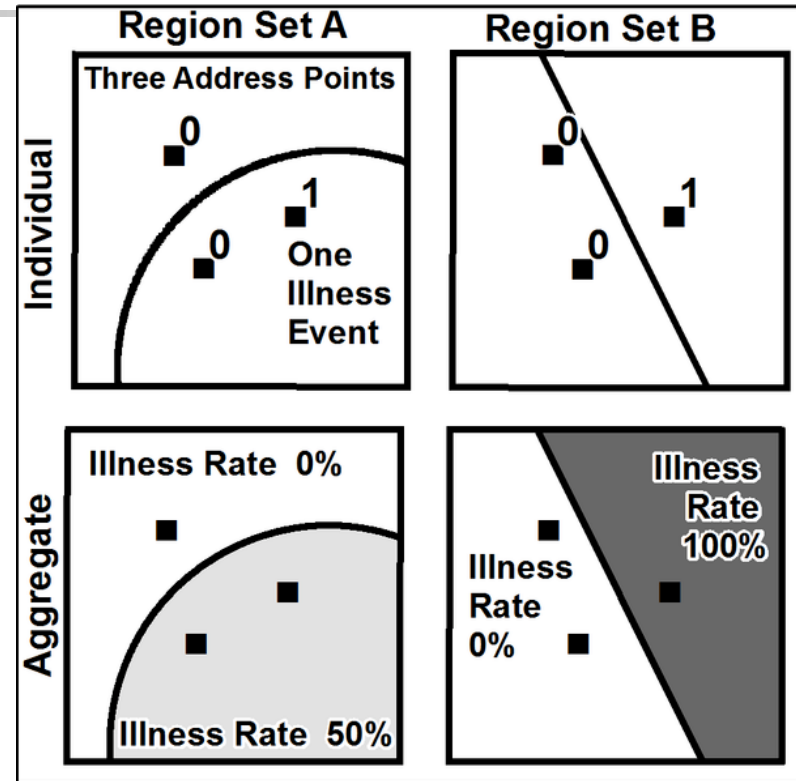 Region Set A
Region Set B
Individual
Three Address Points
0
1
0
One
Illness
Event
0
1
0
Aggregate
Illness Rate 0%
Illness Rate 50%
Illness
Rate
100%
Illness
Rate
0%